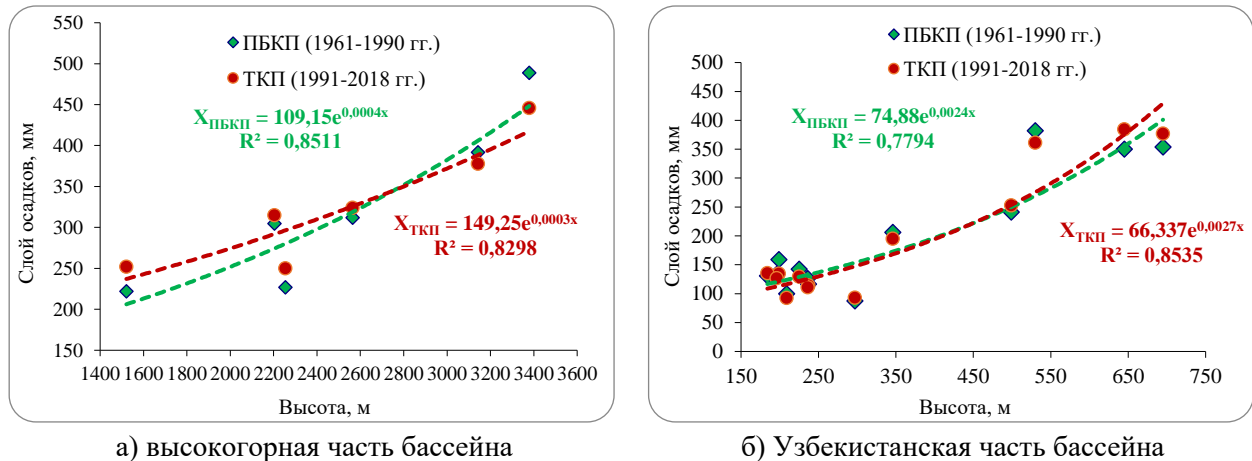 550
500
450
400
350
300
250
200
150
Слой осадков, мм
ПБКП (1961-1990 гг.)
ТКП (1991-2018 гг.)
XПБКП = 109,15e0,0004x
R² = 0,8511
XТКП = 149,25e0,0003x
R² = 0,8298
1400 1600 1800 2000 2200 2400 2600 2800 3000 3200 3400 3600
Высота, м
а) высокогорная часть бассейна
500
450
400
350
300
250
200
150
100
50
0
Слой осадков, мм
ПБКП (1961-1990 гг.)
ТКП (1991-2018 гг.)
XПБКП = 74,88e0,0024x
R² = 0,7794
XТКП = 66,337e0,0027x
R² = 0,8535
150 250 350 450 550 650 750
Высота, м
б) Узбекистанская часть бассейна